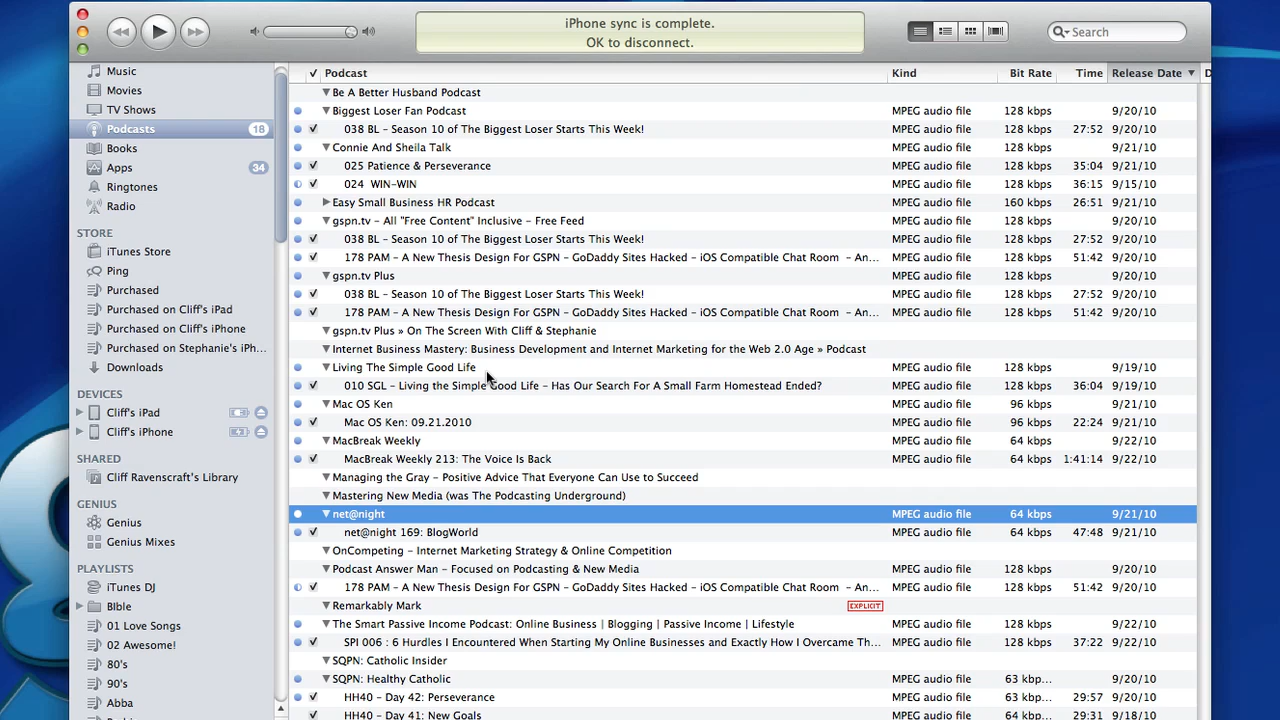 iPhone sync is complete.
OK to disconnect.
Search
Music
Movies
TV Shows
Podcasts 18
Books
Apps 34
Ringtones
Radio
STORE
iTunes Store
Ping
Purchased
Purchased on Cliff's iPad
Purchased on Cliff's iPhone
Purchased on Stephanie's iPh...
Downloads
DEVICES
Cliff's iPad
Cliff's iPhone
SHARED
Cliff Ravenscraft's Library
GENIUS
Genius
Genius Mixes
PLAYLISTS
iTunes DJ
BIble
01 Love Songs
02 Awesome!
80's
90's
Abba
Podcast Kind Bit Rate Time Release Date D
Be A Better Husband Podcast
Biggest Loser Fan Podcast MPEG audio file 128 kbps 9/20/10
038 BL – Season 10 of The Biggest Loser Starts This Week! MPEG audio file 128 kbps 27:52 9/20/10
Connie And Sheila Talk MPEG audio file 128 kbps 9/21/10
025 Patience & Perseverance MPEG audio file 128 kbps 35:04 9/21/10
024 WIN-WIN MPEG audio file 128 kbps 36:15 9/15/10
Easy Small Business HR Podcast MPEG audio file 160 kbps 26:51 9/21/10
gspn.tv – All "Free Content" Inclusive – Free Feed MPEG audio file 128 kbps 9/20/10
038 BL – Season 10 of The Biggest Loser Starts This Week! MPEG audio file 128 kbps 27:52 9/20/10
178 PAM – A New Thesis Design For GSPN – GoDaddy Sites Hacked – iOS Compatible Chat Room – An... MPEG audio file 128 kbps 51:42 9/20/10
gspn.tv Plus MPEG audio file 128 kbps 9/20/10
038 BL – Season 10 of The Biggest Loser Starts This Week! MPEG audio file 128 kbps 27:52 9/20/10
178 PAM – A New Thesis Design For GSPN – GoDaddy Sites Hacked – iOS Compatible Chat Room – An... MPEG audio file 128 kbps 51:42 9/20/10
gspn.tv Plus » On The Screen With Cliff & Stephanie
Internet Business Mastery: Business Development and Internet Marketing for the Web 2.0 Age » Podcast
Living The Simple Good Life MPEG audio file 128 kbps 9/19/10
010 SGL – Living the Simple Good Life – Has Our Search For A Small Farm Homestead Ended? MPEG audio file 128 kbps 36:04 9/19/10
Mac OS Ken MPEG audio file 96 kbps 9/21/10
Mac OS Ken: 09.21.2010 MPEG audio file 96 kbps 22:24 9/21/10
MacBreak Weekly MPEG audio file 64 kbps 9/22/10
MacBreak Weekly 213: The Voice Is Back MPEG audio file 64 kbps 1:41:14 9/22/10
Managing the Gray – Positive Advice That Everyone Can Use to Succeed
Mastering New Media (was The Podcasting Underground)
net@night MPEG audio file 64 kbps 9/21/10
net@night 169: BlogWorld MPEG audio file 64 kbps 47:48 9/21/10
OnCompeting – Internet Marketing Strategy & Online Competition
Podcast Answer Man – Focused on Podcasting & New Media MPEG audio file 128 kbps 9/20/10
178 PAM – A New Thesis Design For GSPN – GoDaddy Sites Hacked – iOS Compatible Chat Room – An... MPEG audio file 128 kbps 51:42 9/20/10
Remarkably Mark EXPLICIT
The Smart Passive Income Podcast: Online Business | Blogging | Passive Income | Lifestyle MPEG audio file 128 kbps 9/22/10
SPI 006 : 6 Hurdles I Encountered When Starting My Online Businesses and Exactly How I Overcame Th... MPEG audio file 128 kbps 37:22 9/22/10
SQPN: Catholic Insider
SQPN: Healthy Catholic MPEG audio file 63 kbp... 9/20/10
HH40 – Day 42: Perseverance MPEG audio file 63 kbp... 29:57 9/20/10
HH40 – Day 41: New Goals MPEG audio file 63 kbp... 29:31 9/18/10